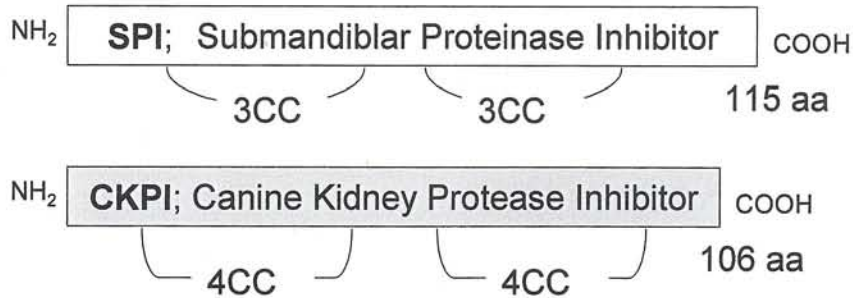 NH2 SPI; Submandiblar Proteinase Inhibitor COOH
3CC 3CC 115 aa
NH2 CKPI; Canine Kidney Protease Inhibitor COOH
4CC 4CC 106 aa